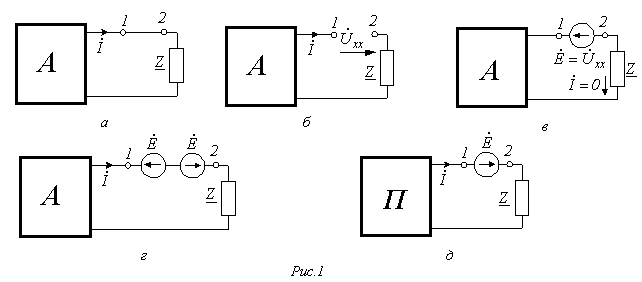 1 2 A İ Z а
1 2 A İ U̇xx Z б
1 2 A Ė = U̇xx İ = 0 Z в
1 Ė Ė 2 A İ Z г
1 Ė 2 П İ Z д
Рис.1